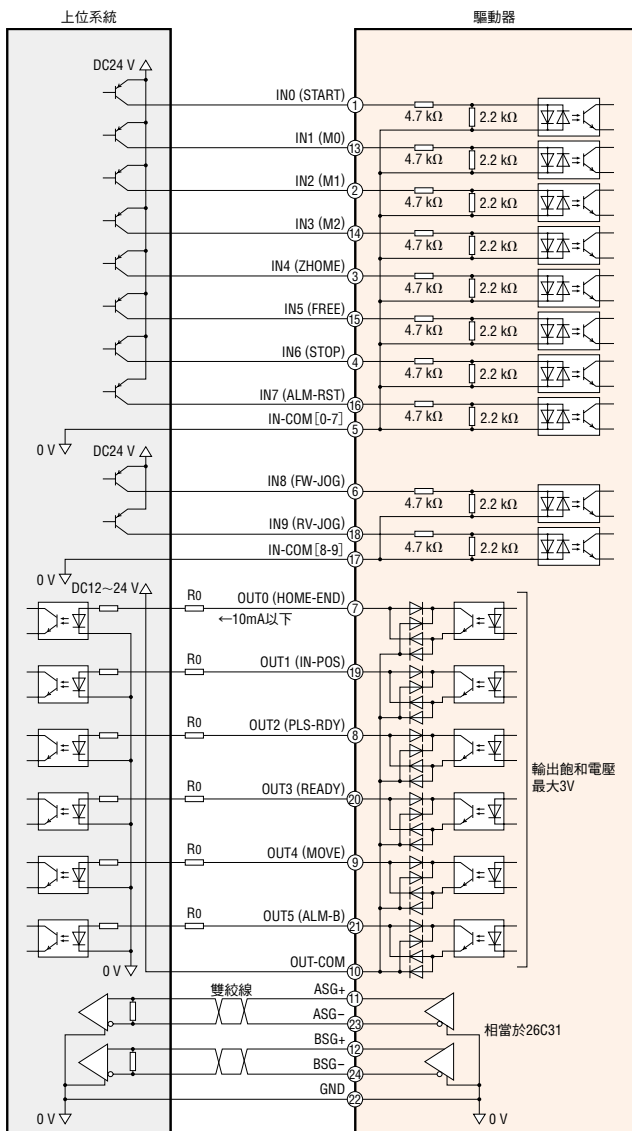 上位系統
驅動器
DC24 V
IN0 (START)
1
4.7 kΩ
2.2 kΩ
IN1 (M0)
13
4.7 kΩ
2.2 kΩ
IN2 (M1)
2
4.7 kΩ
2.2 kΩ
IN3 (M2)
14
4.7 kΩ
2.2 kΩ
IN4 (ZHOME)
3
4.7 kΩ
2.2 kΩ
IN5 (FREE)
15
4.7 kΩ
2.2 kΩ
IN6 (STOP)
4
4.7 kΩ
2.2 kΩ
IN7 (ALM-RST)
16
4.7 kΩ
2.2 kΩ
IN-COM [0-7]
5
0 V
DC24 V
IN8 (FW-JOG)
6
4.7 kΩ
2.2 kΩ
IN9 (RV-JOG)
18
4.7 kΩ
2.2 kΩ
IN-COM [8-9]
17
0 V
DC12~24 V
R0
OUT0 (HOME-END)
7
←10mA以下
R0
OUT1 (IN-POS)
19
R0
OUT2 (PLS-RDY)
8
輸出飽和電壓
最大3V
R0
OUT3 (READY)
20
R0
OUT4 (MOVE)
9
R0
OUT5 (ALM-B)
21
OUT-COM
10
0 V
雙絞線
ASG+
11
ASG−
23
相當於26C31
BSG+
12
BSG−
24
GND
22
0 V
0 V